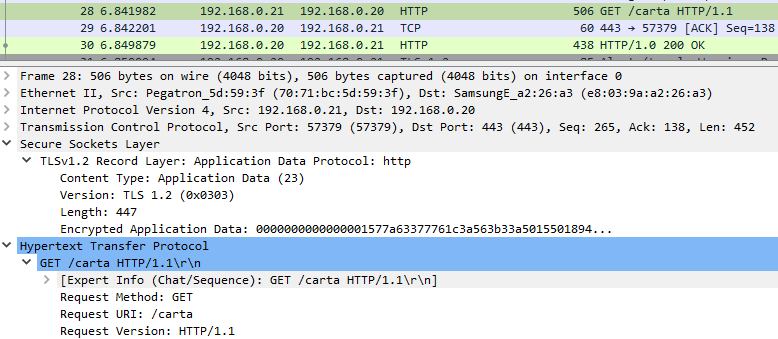 28 6.841982 192.168.0.21 192.168.0.20 HTTP 506 GET /carta HTTP/1.1
29 6.842201 192.168.0.20 192.168.0.21 TCP 60 443 → 57379 [ACK] Seq=138
30 6.849879 192.168.0.20 192.168.0.21 HTTP 438 HTTP/1.0 200 OK
Frame 28: 506 bytes on wire (4048 bits), 506 bytes captured (4048 bits) on interface 0
Ethernet II, Src: Pegatron_5d:59:3f (70:71:bc:5d:59:3f), Dst: SamsungE_a2:26:a3 (e8:03:9a:a2:26:a3)
Internet Protocol Version 4, Src: 192.168.0.21, Dst: 192.168.0.20
Transmission Control Protocol, Src Port: 57379 (57379), Dst Port: 443 (443), Seq: 265, Ack: 138, Len: 452
Secure Sockets Layer
TLSv1.2 Record Layer: Application Data Protocol: http
Content Type: Application Data (23)
Version: TLS 1.2 (0x0303)
Length: 447
Encrypted Application Data: 0000000000000001577a63377761c3a563b33a5015501894...
Hypertext Transfer Protocol
GET /carta HTTP/1.1\r\n
[Expert Info (Chat/Sequence): GET /carta HTTP/1.1\r\n]
Request Method: GET
Request URI: /carta
Request Version: HTTP/1.1